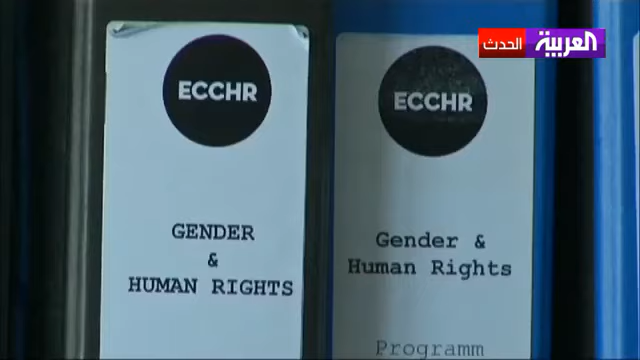 العربية
الحدث
ECCHR
GENDER
&
HUMAN RIGHTS
ECCHR
Gender &
Human Rights
Programm